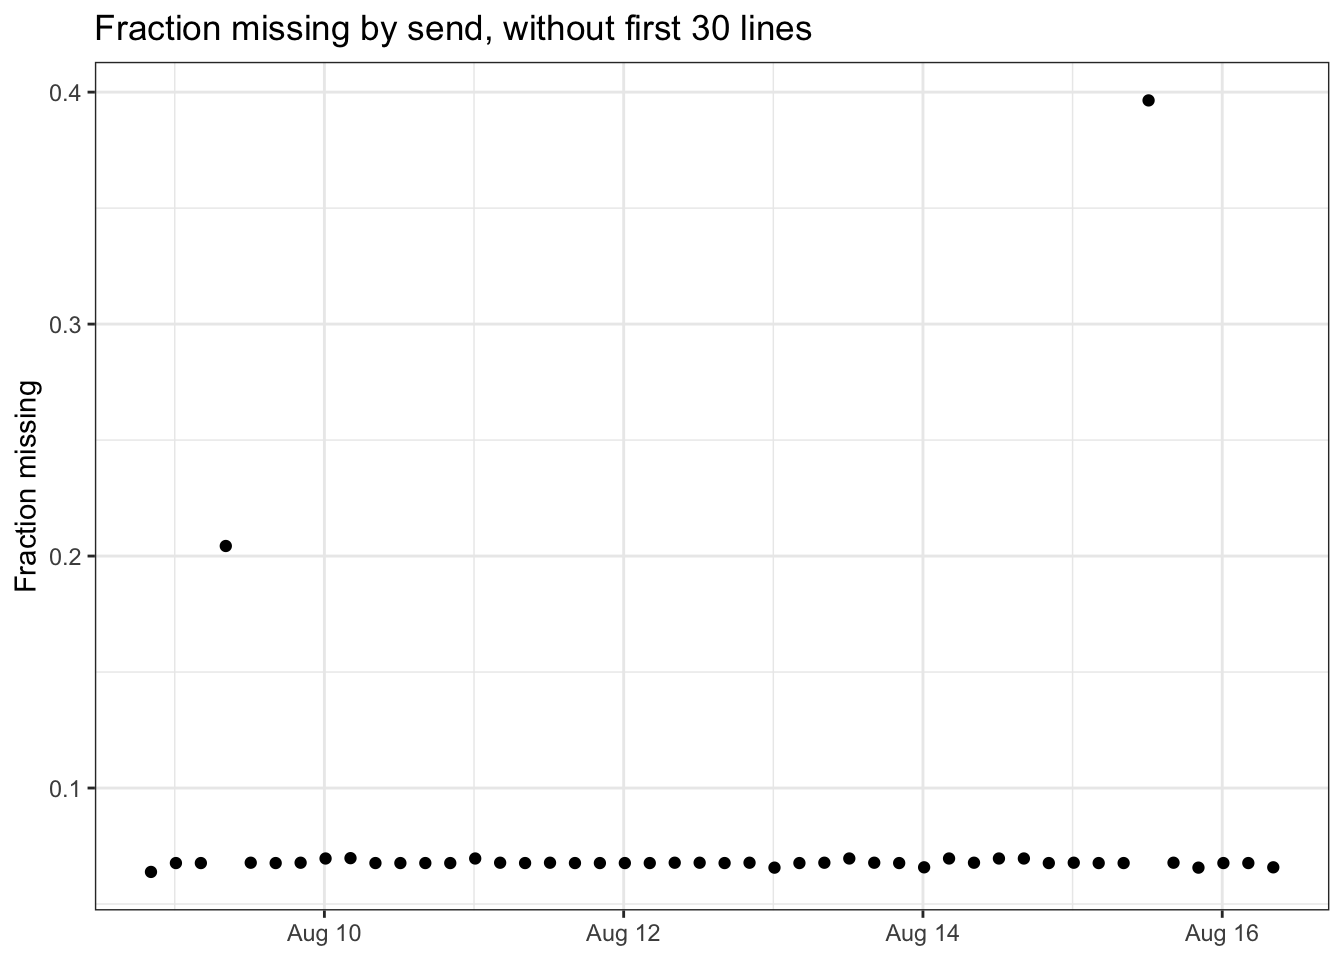 Fraction missing by send, without first 30 lines
0.4
0.3
0.2
0.1
Fraction missing
Aug 10
Aug 12
Aug 14
Aug 16